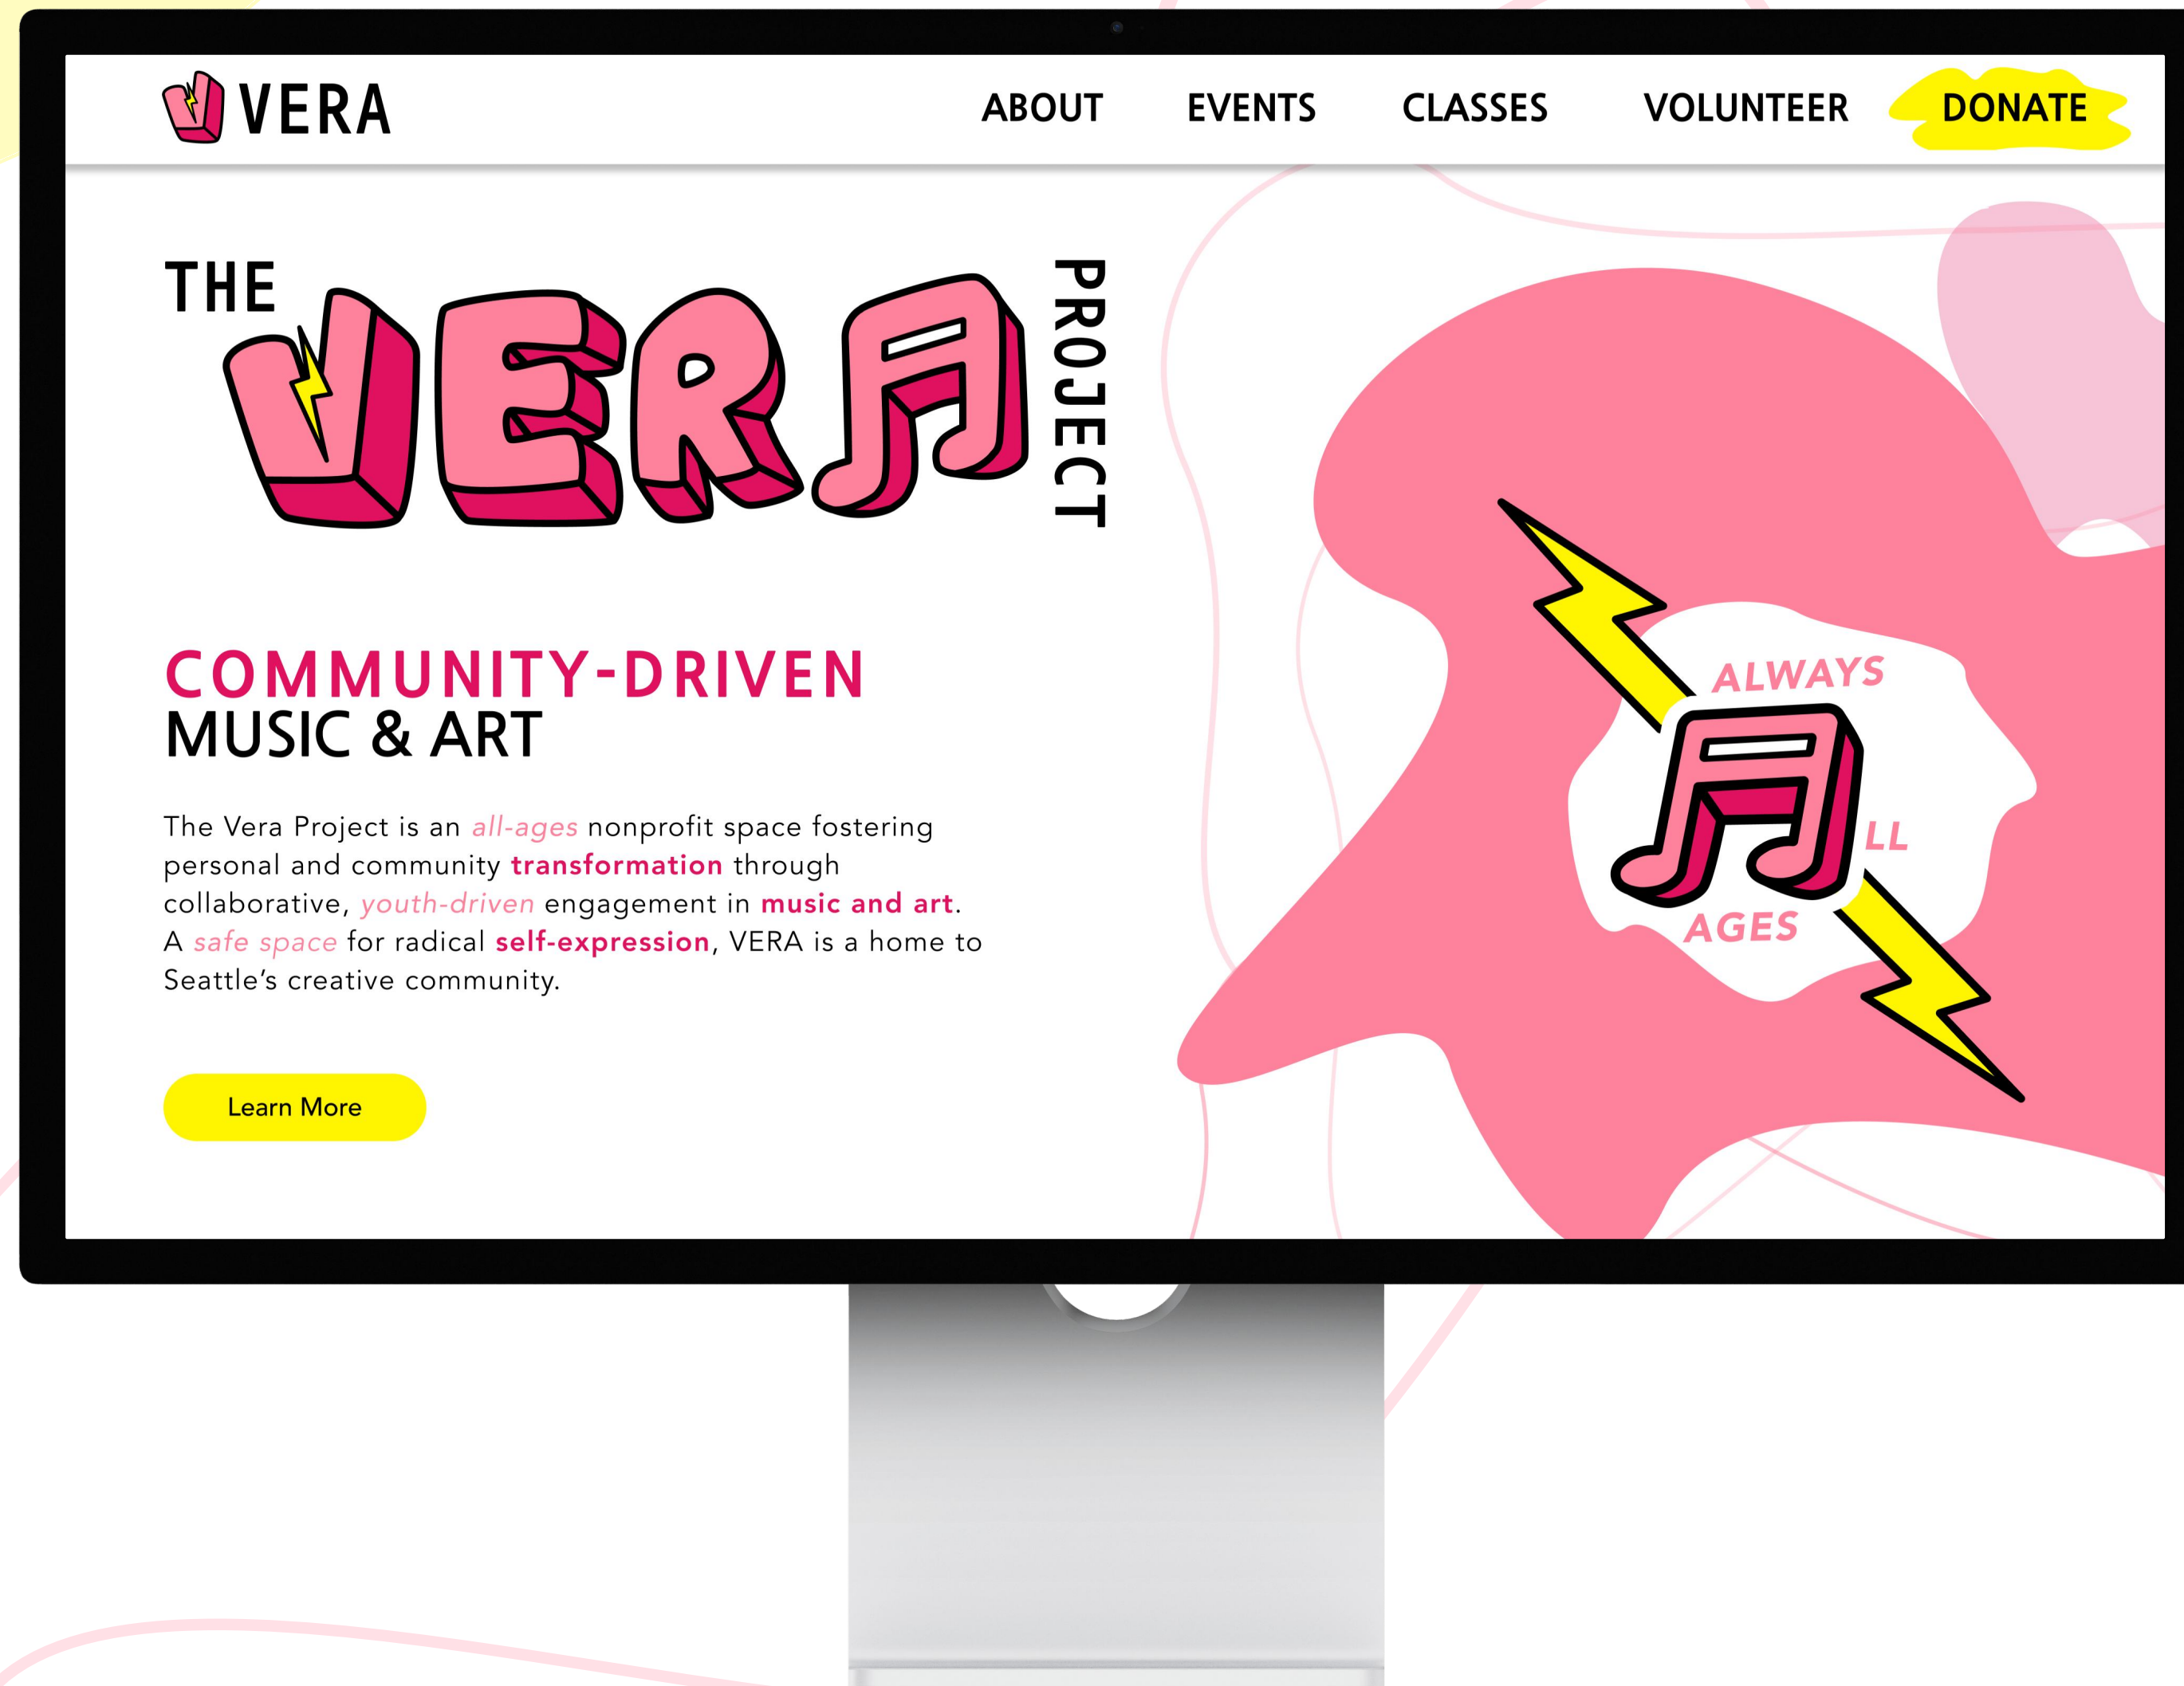 VERA
ABOUT EVENTS CLASSES VOLUNTEER DONATE
THE
VERA
PROJECT
COMMUNITY-DRIVEN
MUSIC & ART
The Vera Project is an all-ages nonprofit space fostering
personal and community transformation through
collaborative, youth-driven engagement in music and art.
A safe space for radical self-expression, VERA is a home to
Seattle’s creative community.
Learn More
ALWAYS
ALL
AGES